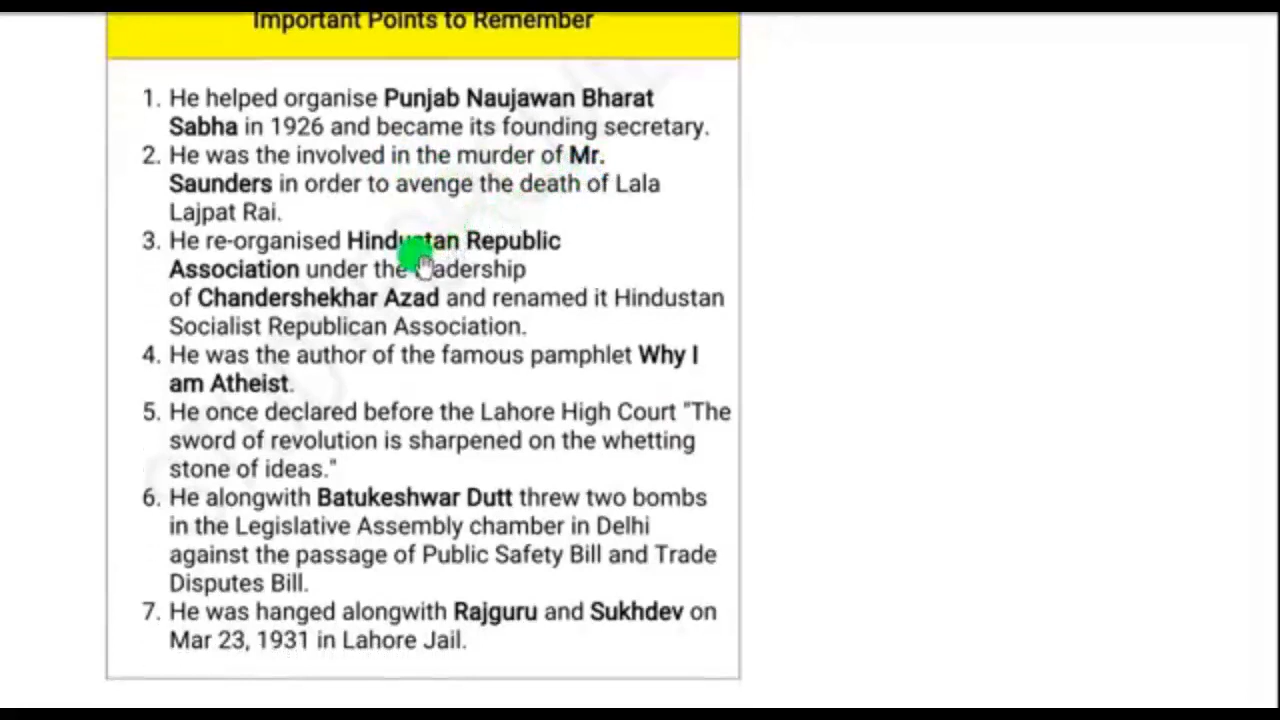 Important Points to Remember
1. He helped organise Punjab Naujawan Bharat
Sabha in 1926 and became its founding secretary.
2. He was the involved in the murder of Mr.
Saunders in order to avenge the death of Lala
Lajpat Rai.
3. He re-organised Hindustan Republic
Association under the leadership
of Chandershekhar Azad and renamed it Hindustan
Socialist Republican Association.
4. He was the author of the famous pamphlet Why I
am Atheist.
5. He once declared before the Lahore High Court "The
sword of revolution is sharpened on the whetting
stone of ideas."
6. He alongwith Batukeshwar Dutt threw two bombs
in the Legislative Assembly chamber in Delhi
against the passage of Public Safety Bill and Trade
Disputes Bill.
7. He was hanged alongwith Rajguru and Sukhdev on
Mar 23, 1931 in Lahore Jail.